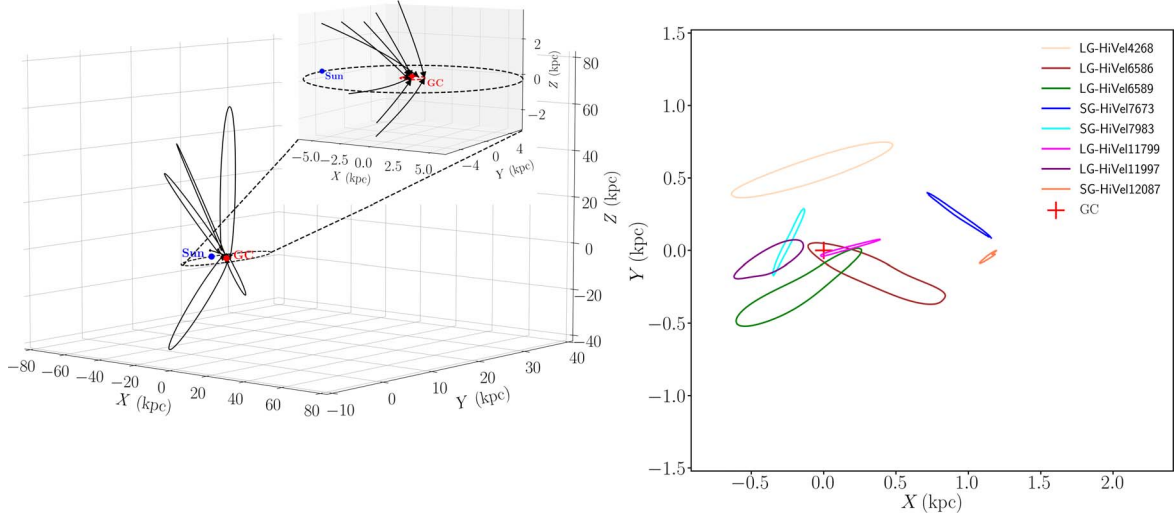 2
0
−2
Z (kpc)
Sun
GC
−5.0
−2.5
0.0
2.5
5.0
X (kpc)
−4
0
4
Y (kpc)
80
60
40
20
0
−20
−40
Z (kpc)
Sun
GC
−80
−60
−40
−20
0
20
40
60
80
X (kpc)
−10
0
10
20
30
40
Y (kpc)
1.5
1.0
0.5
0.0
−0.5
−1.0
−1.5
Y (kpc)
LG-HiVel4268
LG-HiVel6586
LG-HiVel6589
SG-HiVel7673
SG-HiVel7983
LG-HiVel11799
LG-HiVel11997
SG-HiVel12087
GC
−0.5
0.0
0.5
1.0
1.5
2.0
X (kpc)